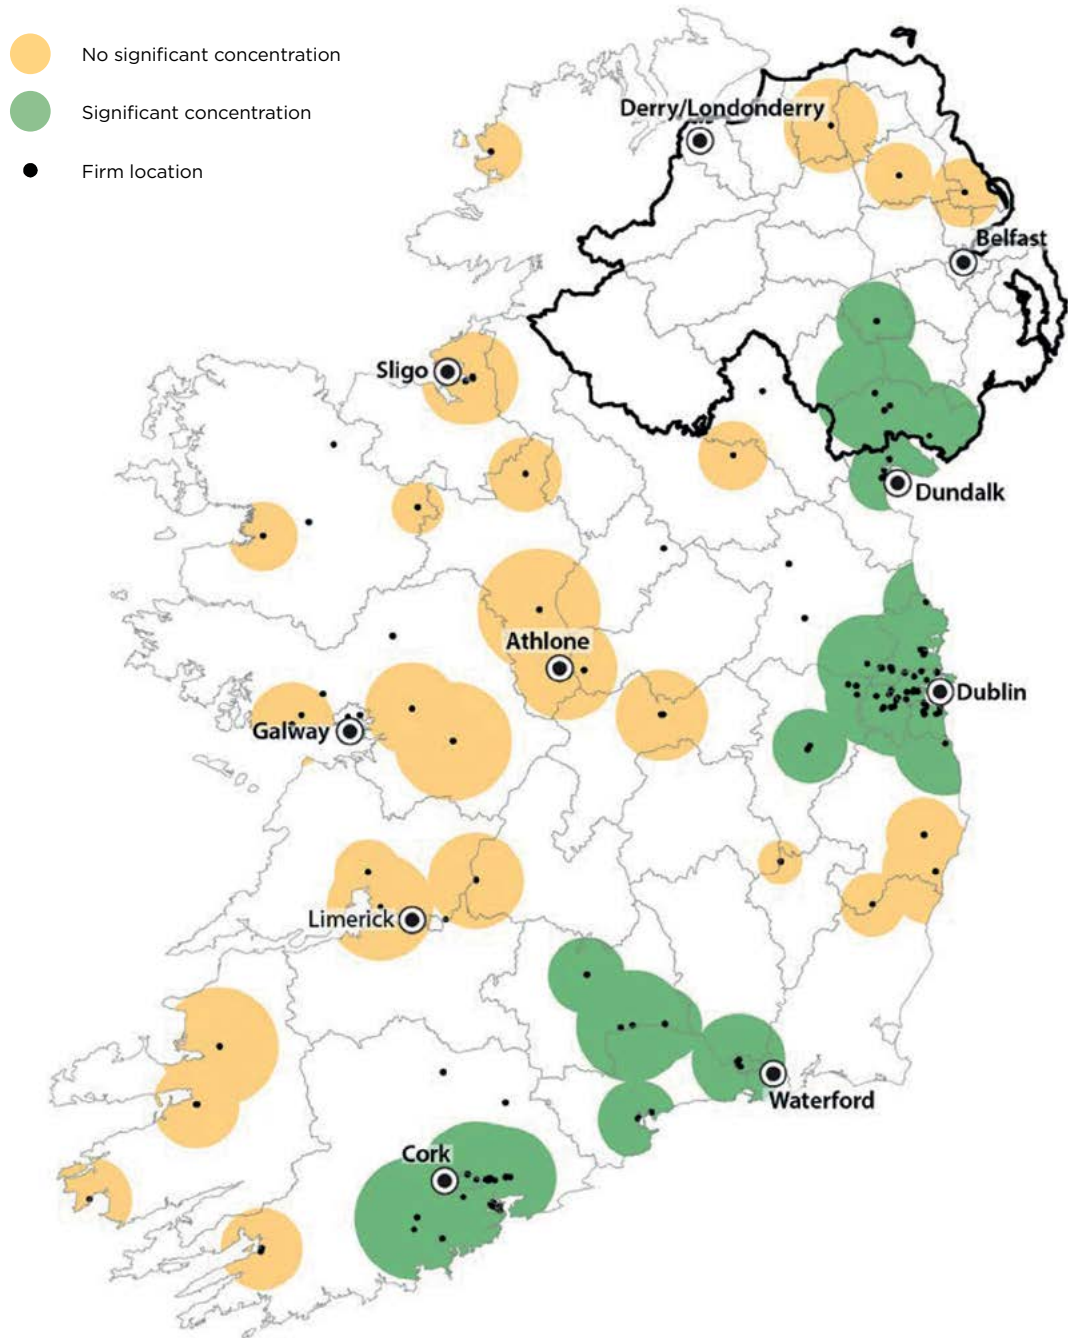 No significant concentration
Significant concentration
Firm location
Derry/Londonderry
Belfast
Sligo
Dundalk
Athlone
Dublin
Galway
Limerick
Waterford
Cork